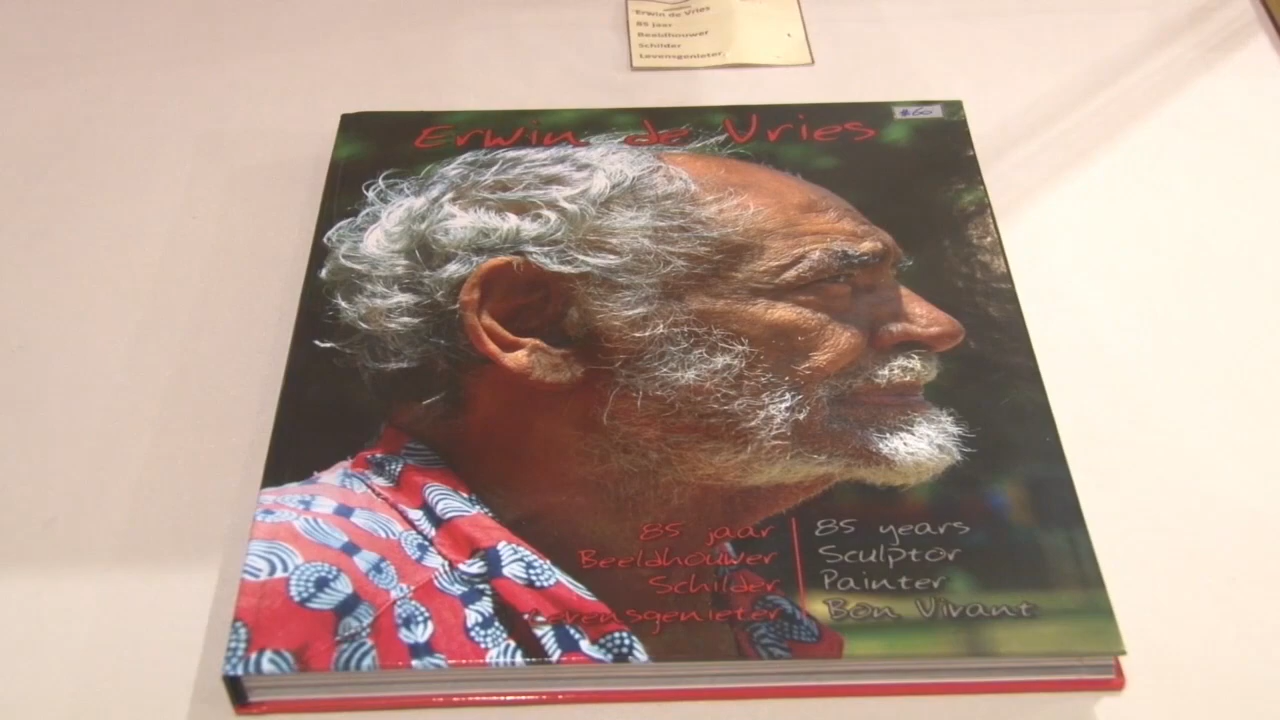 Erwin de Vries
85 jaar
Beeldhouwer
Schilder
Levensgenieter
#60
Erwin de Vries
85 jaar
Beeldhouwer
Schilder
Levensgenieter
85 years
Sculptor
Painter
Bon Vivant